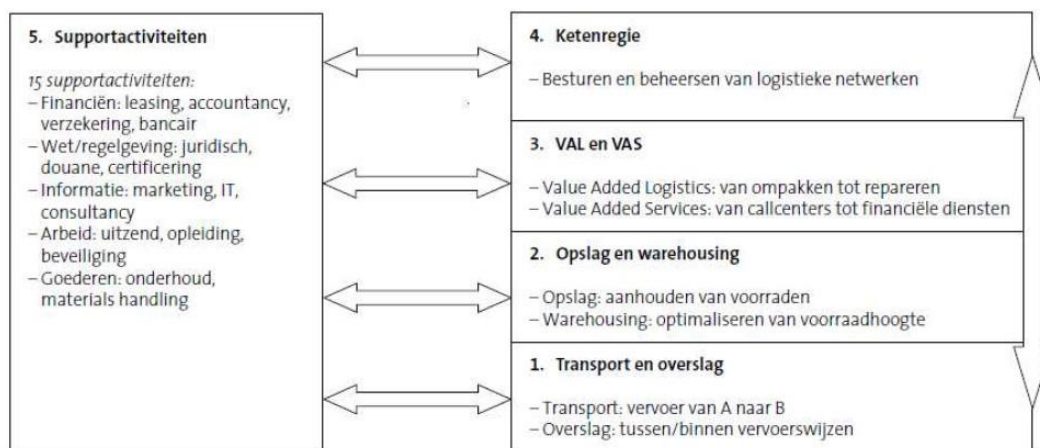 5. Supportactiviteiten
15 supportactiviteiten:
– Financiën: leasing, accountancy,
verzekering, bancair
– Wet/regelgeving: juridisch,
douane, certificering
– Informatie: marketing, IT,
consultancy
– Arbeid: uitzend, opleiding,
beveiliging
– Goederen: onderhoud,
materials handling
4. Ketenregie
– Besturen en beheersen van logistieke netwerken
3. VAL en VAS
– Value Added Logistics: van ompakken tot repareren
– Value Added Services: van callcenters tot financiële diensten
2. Opslag en warehousing
– Opslag: aanhouden van voorraden
– Warehousing: optimaliseren van voorraadhoogte
1. Transport en overslag
– Transport: vervoer van A naar B
– Overslag: tussen/binnen vervoerswijzen